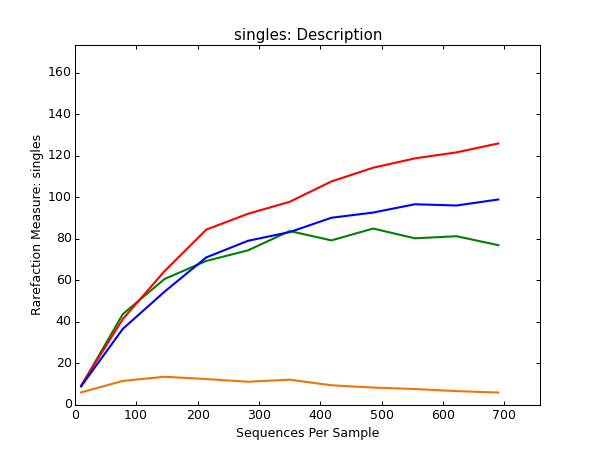 singles: Description
160
140
120
100
80
60
40
20
0
Rarefaction Measure: singles
0 100 200 300 400 500 600 700
Sequences Per Sample